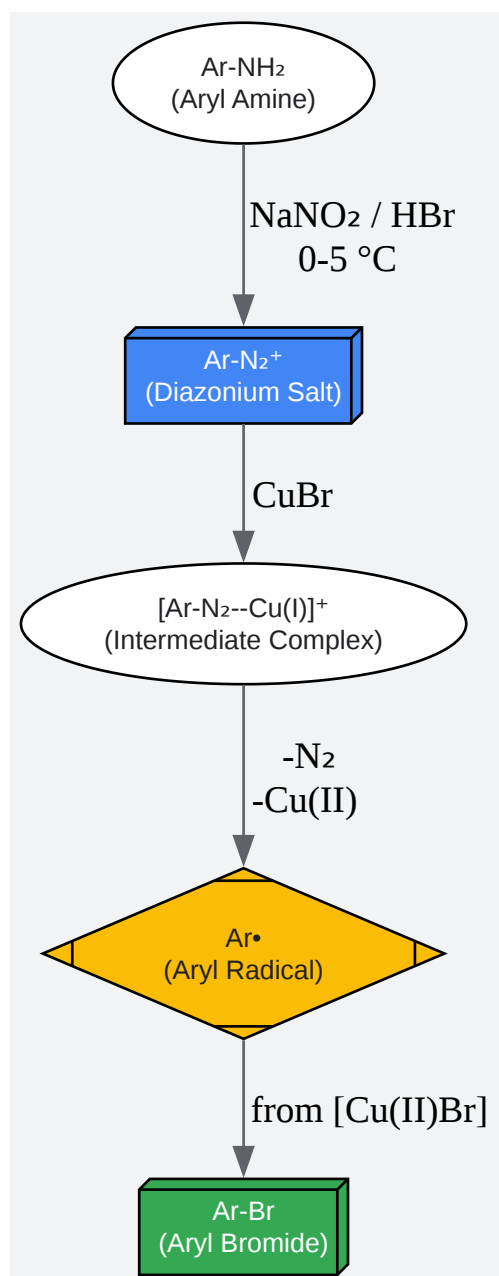 Ar-NH₂
(Aryl Amine)
NaNO₂ / HBr
0-5 °C
Ar-N₂⁺
(Diazonium Salt)
CuBr
[Ar-N₂--Cu(I)]⁺
(Intermediate Complex)
-N₂
-Cu(II)
Ar•
(Aryl Radical)
from [Cu(II)Br]
Ar-Br
(Aryl Bromide)